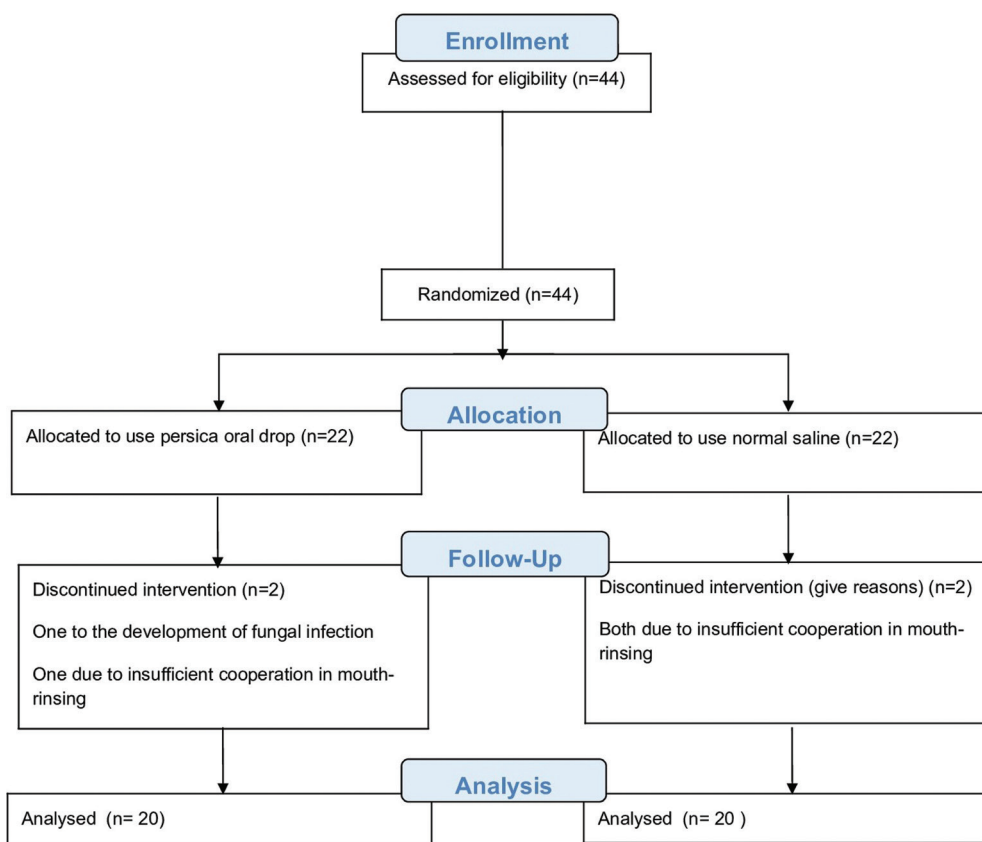 Enrollment
Assessed for eligibility (n=44)
Randomized (n=44)
Allocation
Allocated to use persica oral drop (n=22)
Allocated to use normal saline (n=22)
Follow-Up
Discontinued intervention (n=2)
One to the development of fungal infection
One due to insufficient cooperation in mouth-
rinsing
Discontinued intervention (give reasons) (n=2)
Both due to insufficient cooperation in mouth-
rinsing
Analysis
Analysed (n= 20)
Analysed (n= 20 )